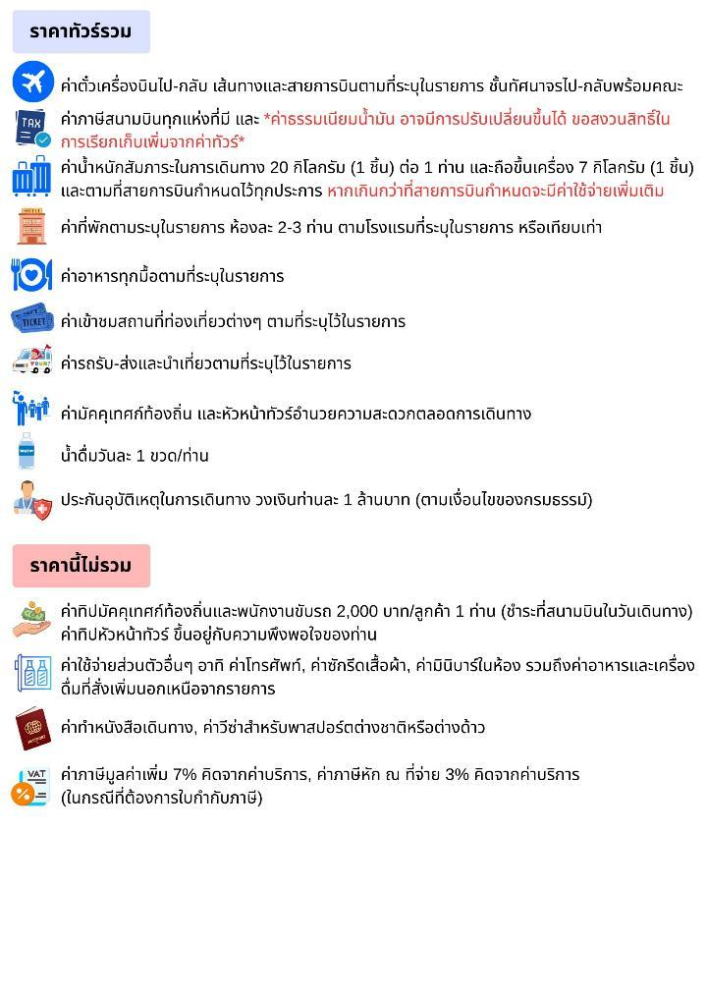 ราคาทัวร์รวม
ค่าตั๋วเครื่องบินไป-กลับ เส้นทางและสายการบินตามที่ระบุในรายการ ชั้นทัศนาจรไป-กลับพร้อมคณะ
TAX
ค่าภาษีสนามบินทุกแห่งที่มี และ *ค่าธรรมเนียมน้ำมัน อาจมีการปรับเปลี่ยนขึ้นได้ ขอสงวนสิทธิ์ใน
การเรียกเก็บเพิ่มจากค่าทัวร์*
ค่าน้ำหนักสัมภาระในการเดินทาง 20 กิโลกรัม (1 ชิ้น) ต่อ 1 ท่าน และถือขึ้นเครื่อง 7 กิโลกรัม (1 ชิ้น)
และตามที่สายการบินกำหนดไว้ทุกประการ หากเกินกว่าที่สายการบินกำหนดจะมีค่าใช้จ่ายเพิ่มเติม
HOTEL
ค่าที่พักตามระบุในรายการ ห้องละ 2-3 ท่าน ตามโรงแรมที่ระบุในรายการ หรือเทียบเท่า
ค่าอาหารทุกมื้อตามที่ระบุในรายการ
TICKET
ค่าเข้าชมสถานที่ท่องเที่ยวต่างๆ ตามที่ระบุไว้ในรายการ
TOUR
ค่ารถรับ-ส่งและนำเที่ยวตามที่ระบุไว้ในรายการ
ค่ามัคคุเทศก์ท้องถิ่น และหัวหน้าทัวร์อำนวยความสะดวกตลอดการเดินทาง
Water
น้ำดื่มวันละ 1 ขวด/ท่าน
ประกันอุบัติเหตุในการเดินทาง วงเงินท่านละ 1 ล้านบาท (ตามเงื่อนไขของกรมธรรม์)
ราคานี้ไม่รวม
ค่าทิปมัคคุเทศก์ท้องถิ่นและพนักงานขับรถ 2,000 บาท/ลูกค้า 1 ท่าน (ชำระที่สนามบินในวันเดินทาง)
ค่าทิปหัวหน้าทัวร์ ขึ้นอยู่กับความพึงพอใจของท่าน
ค่าใช้จ่ายส่วนตัวอื่นๆ อาทิ ค่าโทรศัพท์, ค่าซักรีดเสื้อผ้า, ค่ามินิบาร์ในห้อง รวมถึงค่าอาหารและเครื่อง
ดื่มที่สั่งเพิ่มนอกเหนือจากรายการ
PASSPORT
ค่าทำหนังสือเดินทาง, ค่าวีซ่าสำหรับพาสปอร์ตต่างชาติหรือต่างด้าว
VAT
%
ค่าภาษีมูลค่าเพิ่ม 7% คิดจากค่าบริการ, ค่าภาษีหัก ณ ที่จ่าย 3% คิดจากค่าบริการ
(ในกรณีที่ต้องการใบกำกับภาษี)